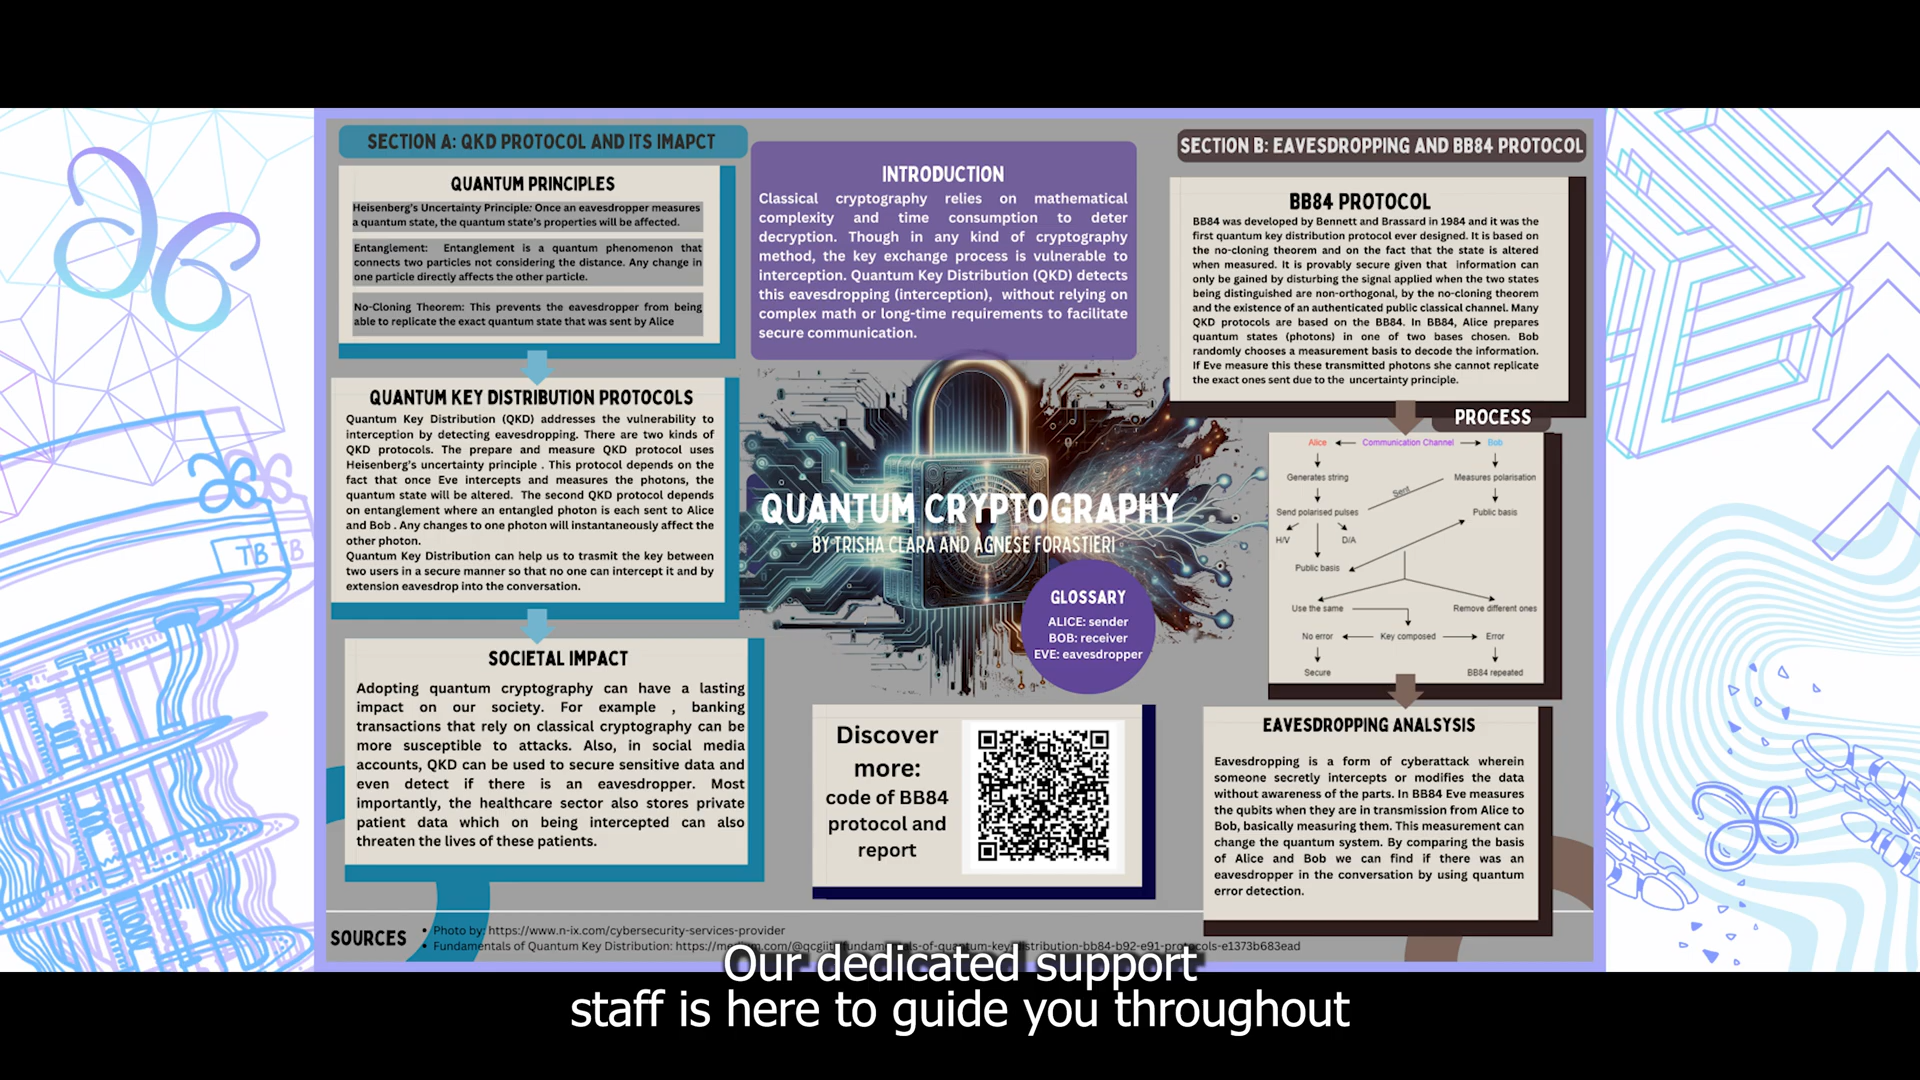 SECTION A: QKD PROTOCOL AND ITS IMAPCT
QUANTUM PRINCIPLES
Heisenberg's Uncertainty Principle: Once an eavesdropper measures
a quantum state, the quantum state's properties will be affected.
Entanglement: Entanglement is a quantum phenomenon that
connects two particles not considering the distance. Any change in
one particle directly affects the other particle.
No-Cloning Theorem: This prevents the eavesdropper from being
able to replicate the exact quantum state that was sent by Alice
QUANTUM KEY DISTRIBUTION PROTOCOLS
Quantum Key Distribution (QKD) addresses the vulnerability to
interception by detecting eavesdropping. There are two kinds of
QKD protocols. The prepare and measure QKD protocol uses
Heisenberg's uncertainty principle . This protocol depends on the
fact that once Eve intercepts and measures the photons, the
quantum state will be altered. The second QKD protocol depends
on entanglement where an entangled photon is each sent to Alice
and Bob . Any changes to one photon will instantaneously affect the
other photon.
Quantum Key Distribution can help us to trasmit the key between
two users in a secure manner so that no one can intercept it and by
extension eavesdrop into the conversation.
SOCIETAL IMPACT
Adopting quantum cryptography can have a lasting
impact on our society. For example , banking
transactions that rely on classical cryptography can be
more susceptible to attacks. Also, in social media
accounts, QKD can be used to secure sensitive data and
even detect if there is an eavesdropper. Most
importantly, the healthcare sector also stores private
patient data which on being intercepted can also
threaten the lives of these patients.
INTRODUCTION
Classical cryptography relies on mathematical
complexity and time consumption to deter
decryption. Though in any kind of cryptography
method, the key exchange process is vulnerable to
interception. Quantum Key Distribution (QKD) detects
this eavesdropping (interception), without relying on
complex math or long-time requirements to facilitate
secure communication.
QUANTUM CRYPTOGRAPHY
BY TRISHA CLARA AND AGNESE FORASTIERI
GLOSSARY
ALICE: sender
BOB: receiver
EVE: eavesdropper
Discover
more:
code of BB84
protocol and
report
SECTION B: EAVESDROPPING AND BB84 PROTOCOL
BB84 PROTOCOL
BB84 was developed by Bennett and Brassard in 1984 and it was the
first quantum key distribution protocol ever designed. It is based on
the no-cloning theorem and on the fact that the state is altered
when measured. It is provably secure given that information can
only be gained by disturbing the signal applied when the two states
being distinguished are non-orthogonal, by the no-cloning theorem
and the existence of an authenticated public classical channel. Many
QKD protocols are based on the BB84. In BB84, Alice prepares
quantum states (photons) in one of two bases chosen. Bob
randomly chooses a measurement basis to decode the information.
If Eve measure this these transmitted photons she cannot replicate
the exact ones sent due to the uncertainty principle.
PROCESS
Alice Communication Channel Bob
Generates string Measures polarisation
Sent
Send polarised pulses Public basis
H/V D/A
Public basis
Use the same Remove different ones
No error Key composed Error
Secure BB84 repeated
EAVESDROPPING ANALSYSIS
Eavesdropping is a form of cyberattack wherein
someone secretly intercepts or modifies the data
without awareness of the parts. In BB84 Eve measures
the qubits when they are in transmission from Alice to
Bob, basically measuring them. This measurement can
change the quantum system. By comparing the basis
of Alice and Bob we can find if there was an
eavesdropper in the conversation by using quantum
error detection.
TB TB
SOURCES
• Photo by: https://www.n-ix.com/cybersecurity-services-provider
• Fundamentals of Quantum Key Distribution: https://medium.com/@qcgiitr/fundamentals-of-quantum-key-distribution-bb84-b92-e91-protocols-e1373b683ead
Our dedicated support
staff is here to guide you throughout